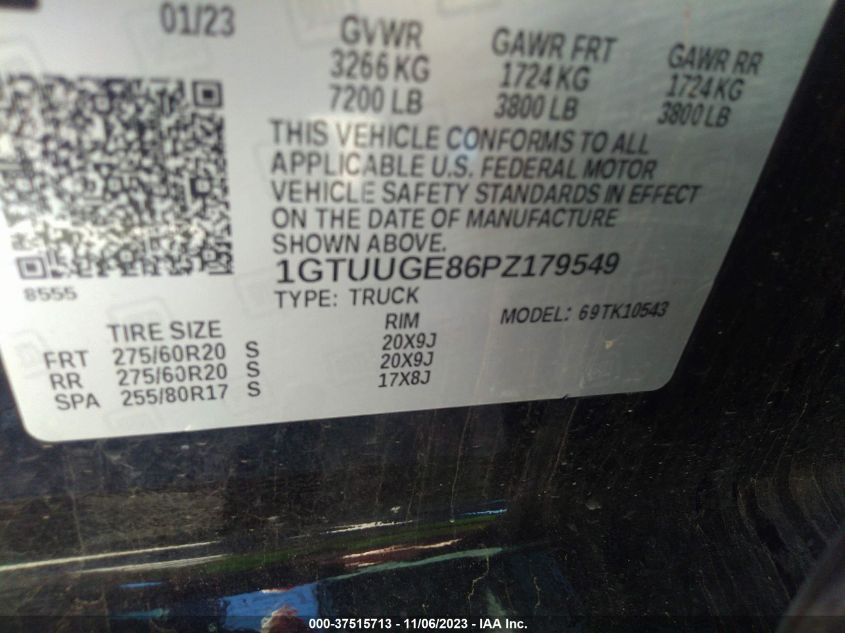 01/23 GVWR GAWR FRT GAWR RR
3266 KG 1724 KG 1724 KG
7200 LB 3800 LB 3800 LB
THIS VEHICLE CONFORMS TO ALL
APPLICABLE U.S. FEDERAL MOTOR
VEHICLE SAFETY STANDARDS IN EFFECT
ON THE DATE OF MANUFACTURE
SHOWN ABOVE.
1GTUUGE86PZ179549
8555 TYPE: TRUCK MODEL: 69TK10543
TIRE SIZE RIM
FRT 275/60R20 S 20X9J
RR 275/60R20 S 20X9J
SPA 255/80R17 S 17X8J
000-37515713 - 11/06/2023 - IAA Inc.